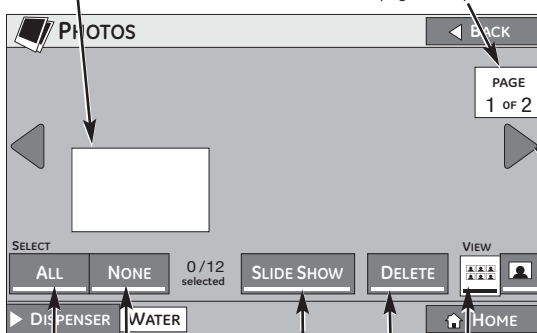 PHOTOS
BACK
PAGE
1 OF 2
SELECT
VIEW
ALL
NONE
0/12
selected
SLIDE SHOW
DELETE
DISPENSER
WATER
HOME